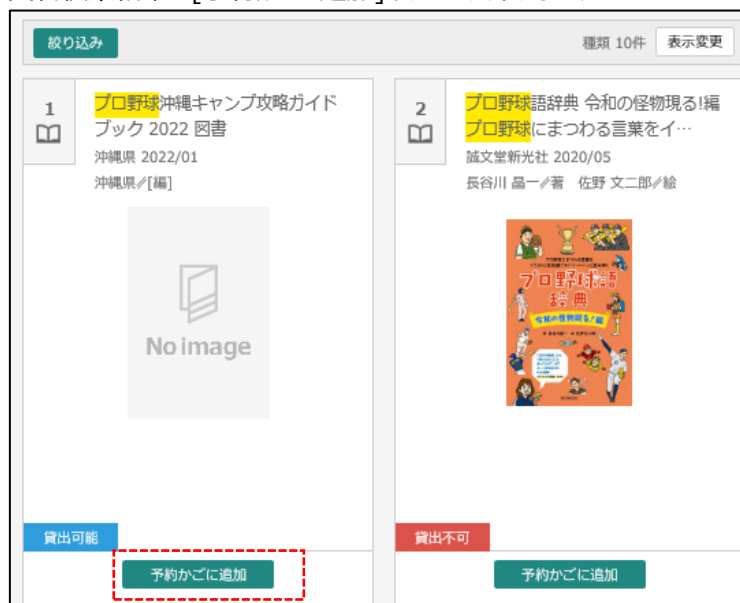 絞り込み
種類 10件
表示変更
1
プロ野球沖縄キャンプ攻略ガイド
ブック 2022 図書
沖縄県 2022/01
沖縄県//[編]
No image
貸出可能
予約かごに追加
2
プロ野球語辞典 令和の怪物現る!編
プロ野球にまつわる言葉をイ…
誠文堂新光社 2020/05
長谷川 晶一//著 佐野 文二郎//絵
プロ野球語
辞典
令和の怪物現る!編
貸出不可
予約かごに追加